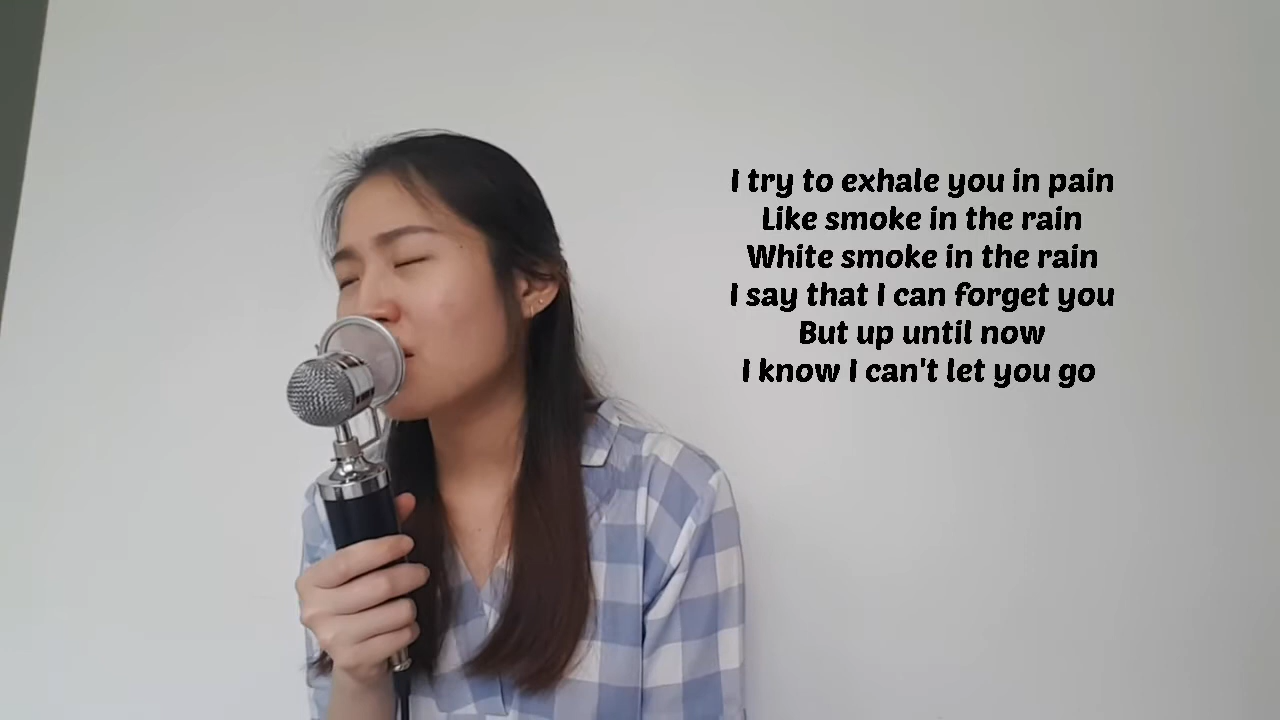 I try to exhale you in pain
Like smoke in the rain
White smoke in the rain
I say that I can forget you
But up until now
I know I can't let you go